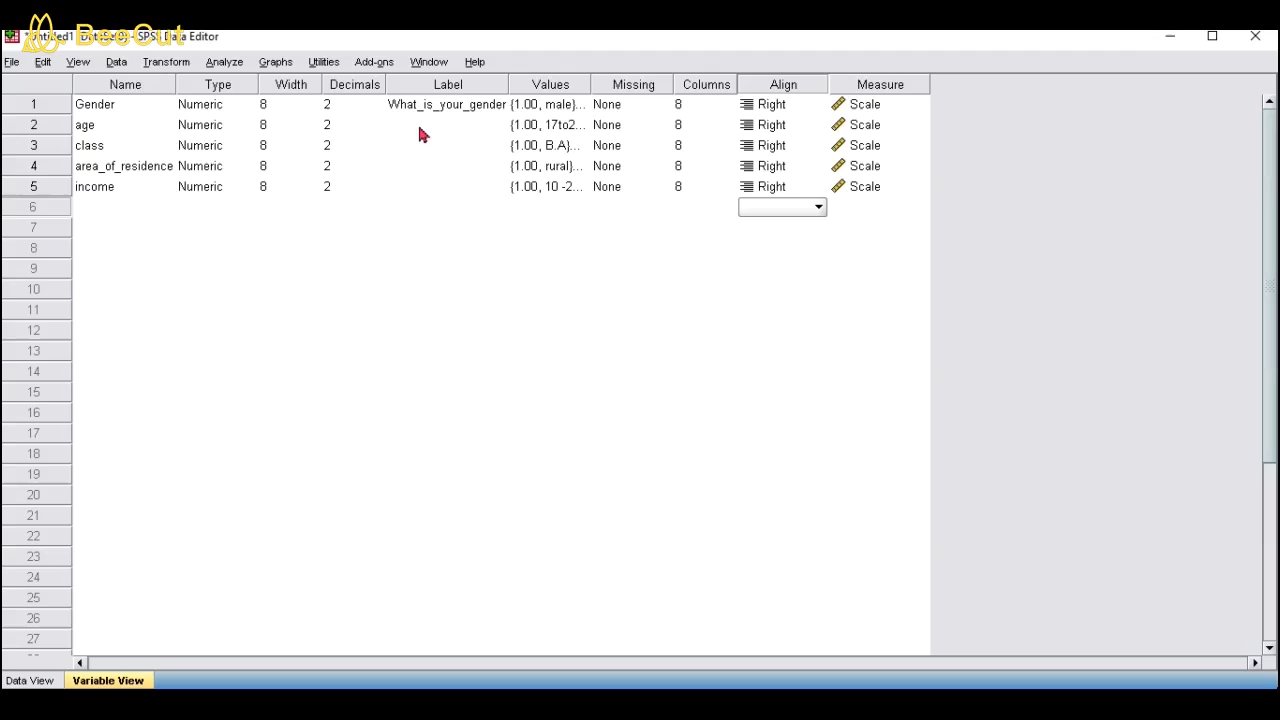 BeeCut
*Untitled1 [DataSet0] - SPSS Data Editor
File Edit View Data Transform Analyze Graphs Utilities Add-ons Window Help
Name Type Width Decimals Label Values Missing Columns Align Measure
1 Gender Numeric 8 2 What_is_your_gender {1.00, male}... None 8 Right Scale
2 age Numeric 8 2 {1.00, 17to2... None 8 Right Scale
3 class Numeric 8 2 {1.00, B.A}... None 8 Right Scale
4 area_of_residence Numeric 8 2 {1.00, rural}... None 8 Right Scale
5 income Numeric 8 2 {1.00, 10 -2... None 8 Right Scale
6
7
8
9
10
11
12
13
14
15
16
17
18
19
20
21
22
23
24
25
26
27
Data View Variable View